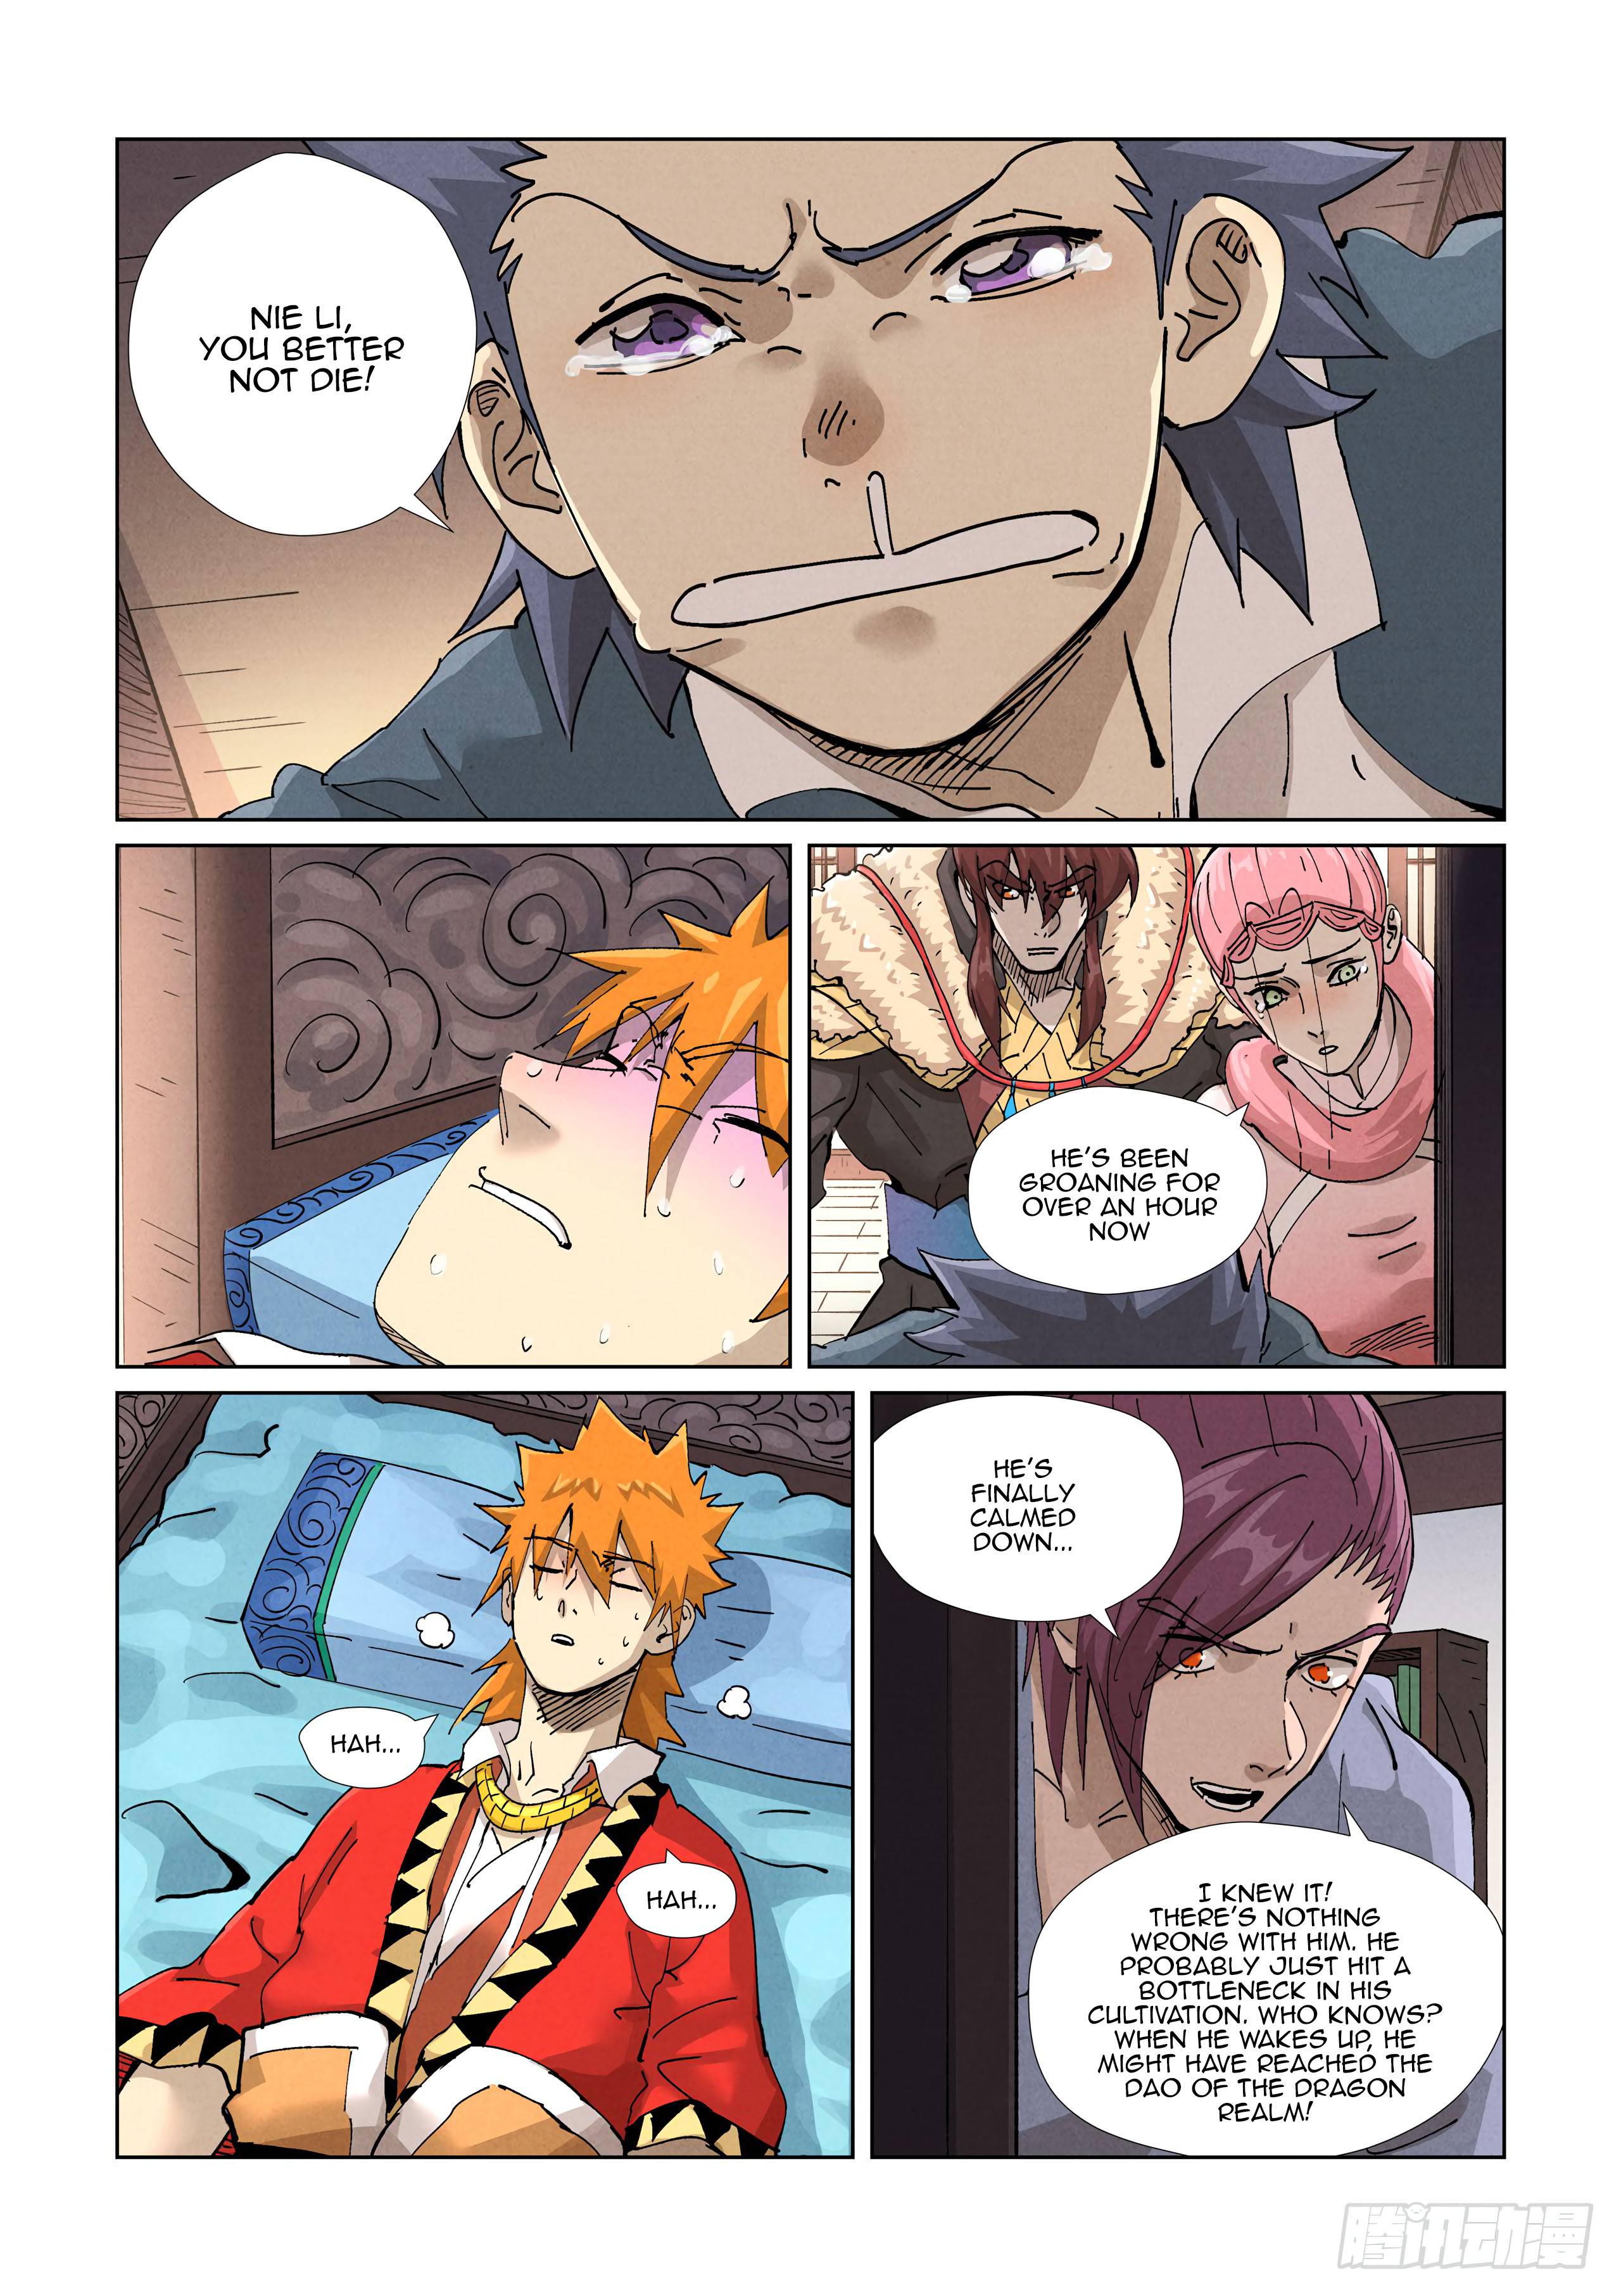 NIE LI,
YOU BETTER
NOT DIE!
HE'S BEEN
GROANING FOR
OVER AN HOUR
NOW
HAH...
HAH...
HE'S
FINALLY
CALMED
DOWN...
I KNEW IT!
THERE'S NOTHING
WRONG WITH HIM. HE
PROBABLY JUST HIT A
BOTTLENECK IN HIS
CULTIVATION. WHO KNOWS?
WHEN HE WAKES UP, HE
MIGHT HAVE REACHED THE
DAO OF THE DRAGON
REALM!
腾讯动漫